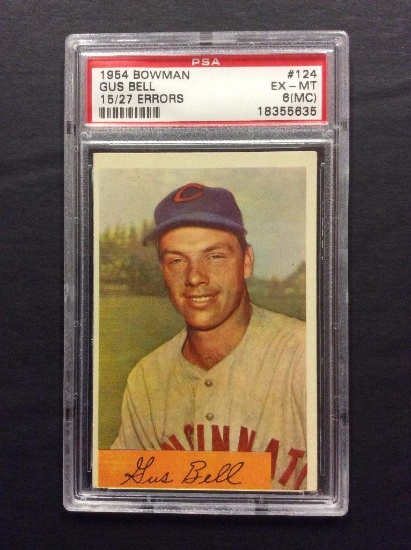 PSA
1954 BOWMAN #124
GUS BELL EX - MT
15/27 ERRORS 6(MC)
18355635
C
CINCINNATI
Gus Bell